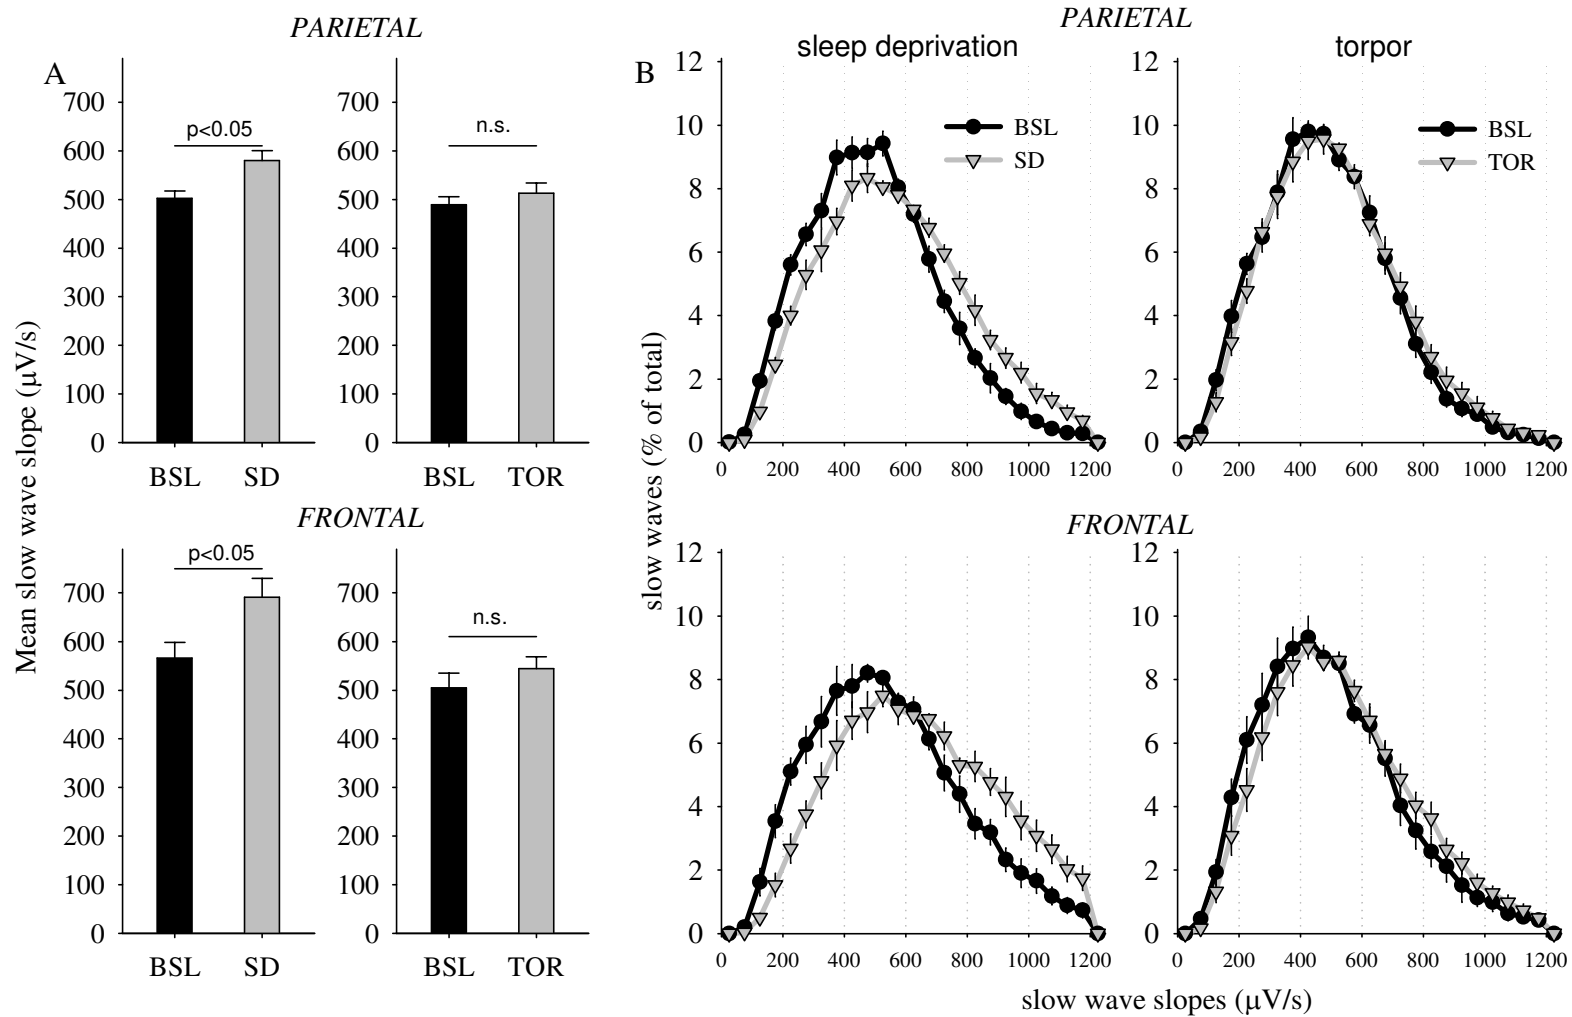 PARIETAL
A
Mean slow wave slope (μV/s)
700
600
500
400
300
200
100
0
p<0.05
BSL SD
700
600
500
400
300
200
100
0
n.s.
BSL TOR
FRONTAL
700
600
500
400
300
200
100
0
p<0.05
BSL SD
700
600
500
400
300
200
100
0
n.s.
BSL TOR
PARIETAL
B
slow waves (% of total)
sleep deprivation
12
10
8
6
4
2
0
BSL
SD
0 200 400 600 800 1000 1200
torpor
12
10
8
6
4
2
0
BSL
TOR
0 200 400 600 800 1000 1200
FRONTAL
12
10
8
6
4
2
0
0 200 400 600 800 1000 1200
12
10
8
6
4
2
0
0 200 400 600 800 1000 1200
slow wave slopes (μV/s)